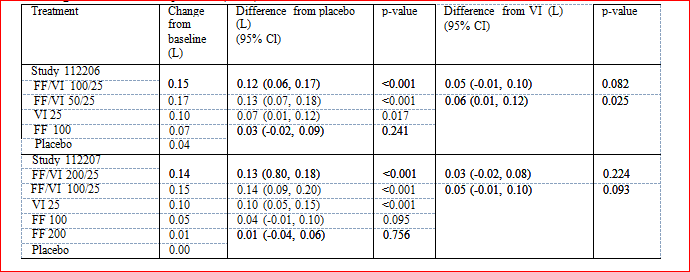 Treatment Change from baseline (L) Difference from placebo (L) (95% CI) p-value Difference from VI (L) (95% CI) p-value
Study 112206
FF/VI 100/25 0.15 0.12 (0.06, 0.17) <0.001 0.05 (-0.01, 0.10) 0.082
FF/VI 50/25 0.17 0.13 (0.07, 0.18) <0.001 0.06 (0.01, 0.12) 0.025
VI 25 0.10 0.07 (0.01, 0.12) 0.017
FF 100 0.07 0.03 (-0.02, 0.09) 0.241
Placebo 0.04
Study 112207
FF/VI 200/25 0.14 0.13 (0.80, 0.18) <0.001 0.03 (-0.02, 0.08) 0.224
FF/VI 100/25 0.15 0.14 (0.09, 0.20) <0.001 0.05 (-0.01, 0.10) 0.093
VI 25 0.10 0.10 (0.05, 0.15) <0.001
FF 100 0.05 0.04 (-0.01, 0.10) 0.095
FF 200 0.01 0.01 (-0.04, 0.06) 0.756
Placebo 0.00